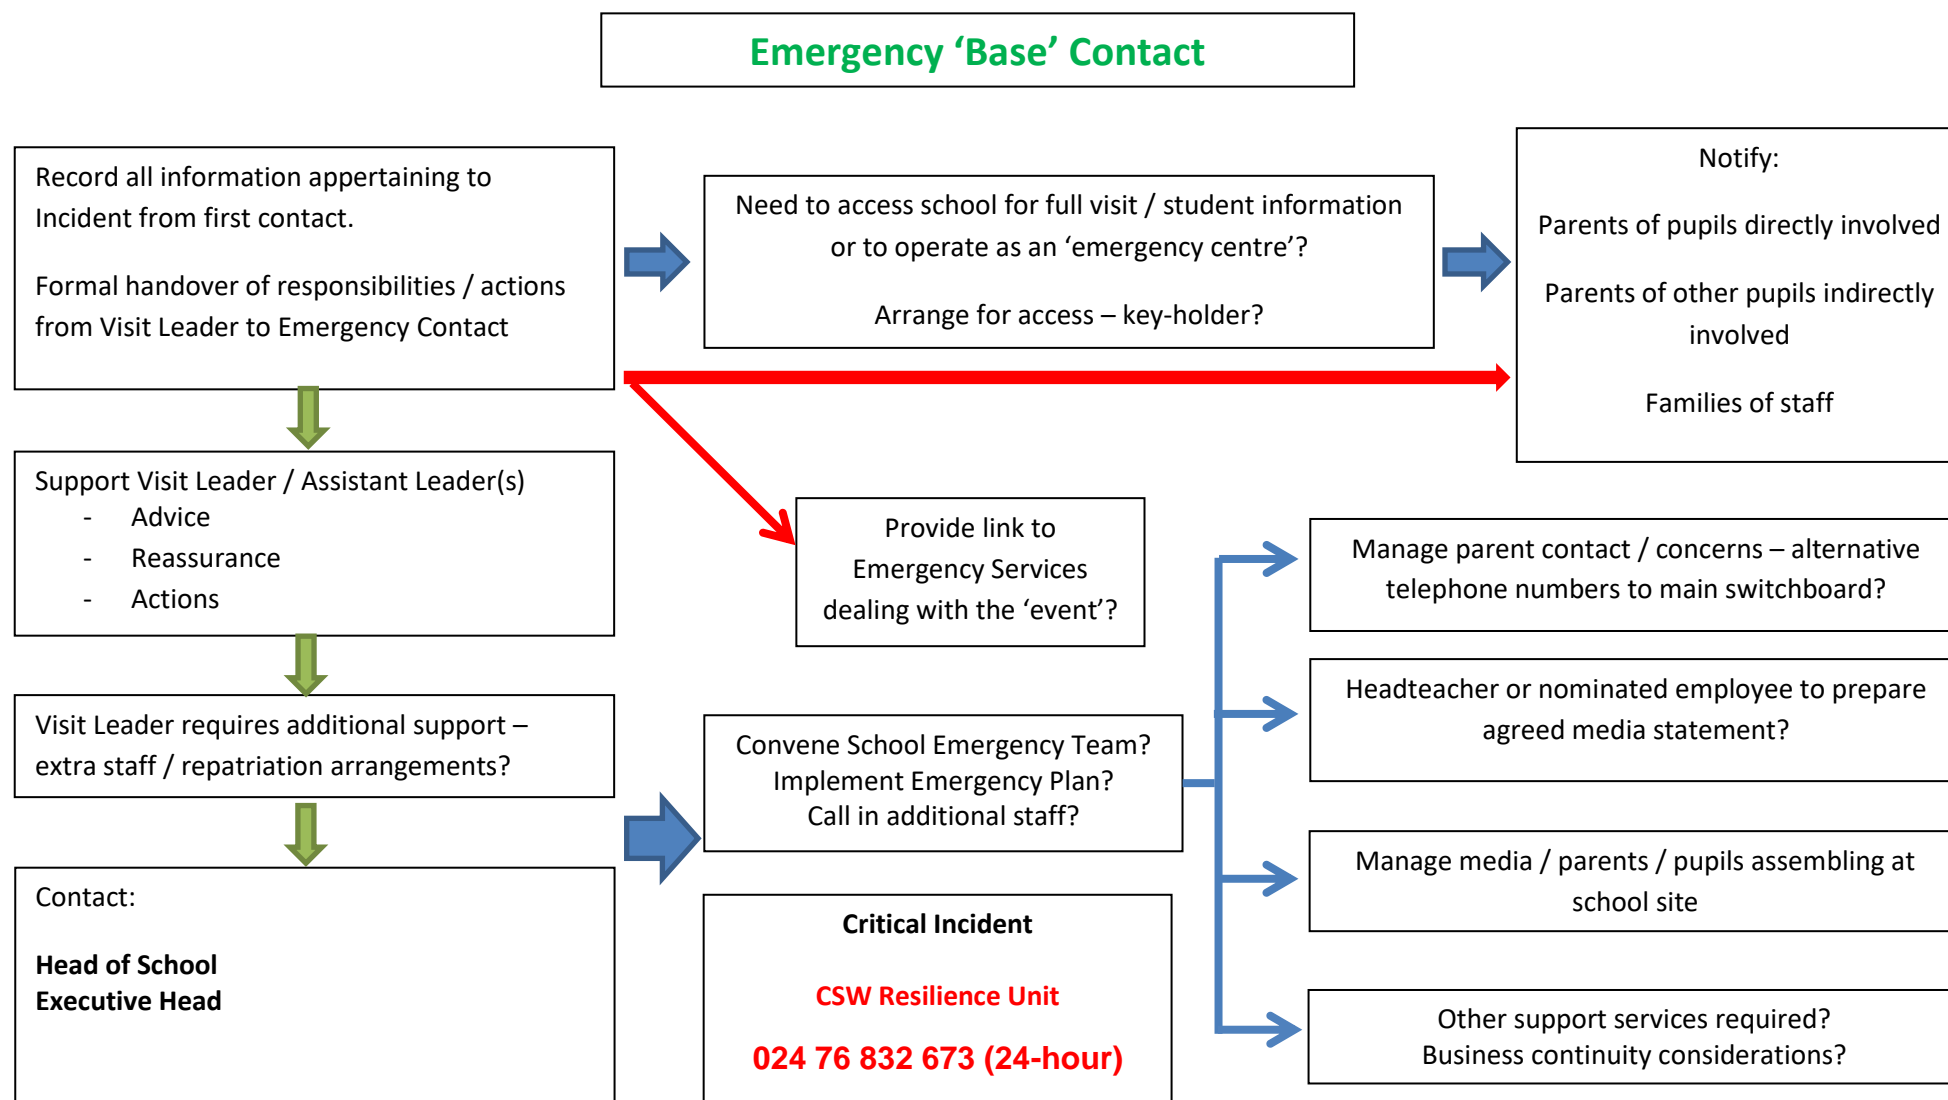 Emergency ‘Base’ Contact
Record all information appertaining to
Incident from first contact.
Formal handover of responsibilities / actions
from Visit Leader to Emergency Contact
Need to access school for full visit / student information
or to operate as an ‘emergency centre’?
Arrange for access – key-holder?
Notify:
Parents of pupils directly involved
Parents of other pupils indirectly
involved
Families of staff
Support Visit Leader / Assistant Leader(s)
- Advice
- Reassurance
- Actions
Provide link to
Emergency Services
dealing with the ‘event’?
Manage parent contact / concerns – alternative
telephone numbers to main switchboard?
Visit Leader requires additional support –
extra staff / repatriation arrangements?
Convene School Emergency Team?
Implement Emergency Plan?
Call in additional staff?
Headteacher or nominated employee to prepare
agreed media statement?
Manage media / parents / pupils assembling at
school site
Contact:
Head of School
Executive Head
Critical Incident
CSW Resilience Unit
024 76 832 673 (24-hour)
Other support services required?
Business continuity considerations?